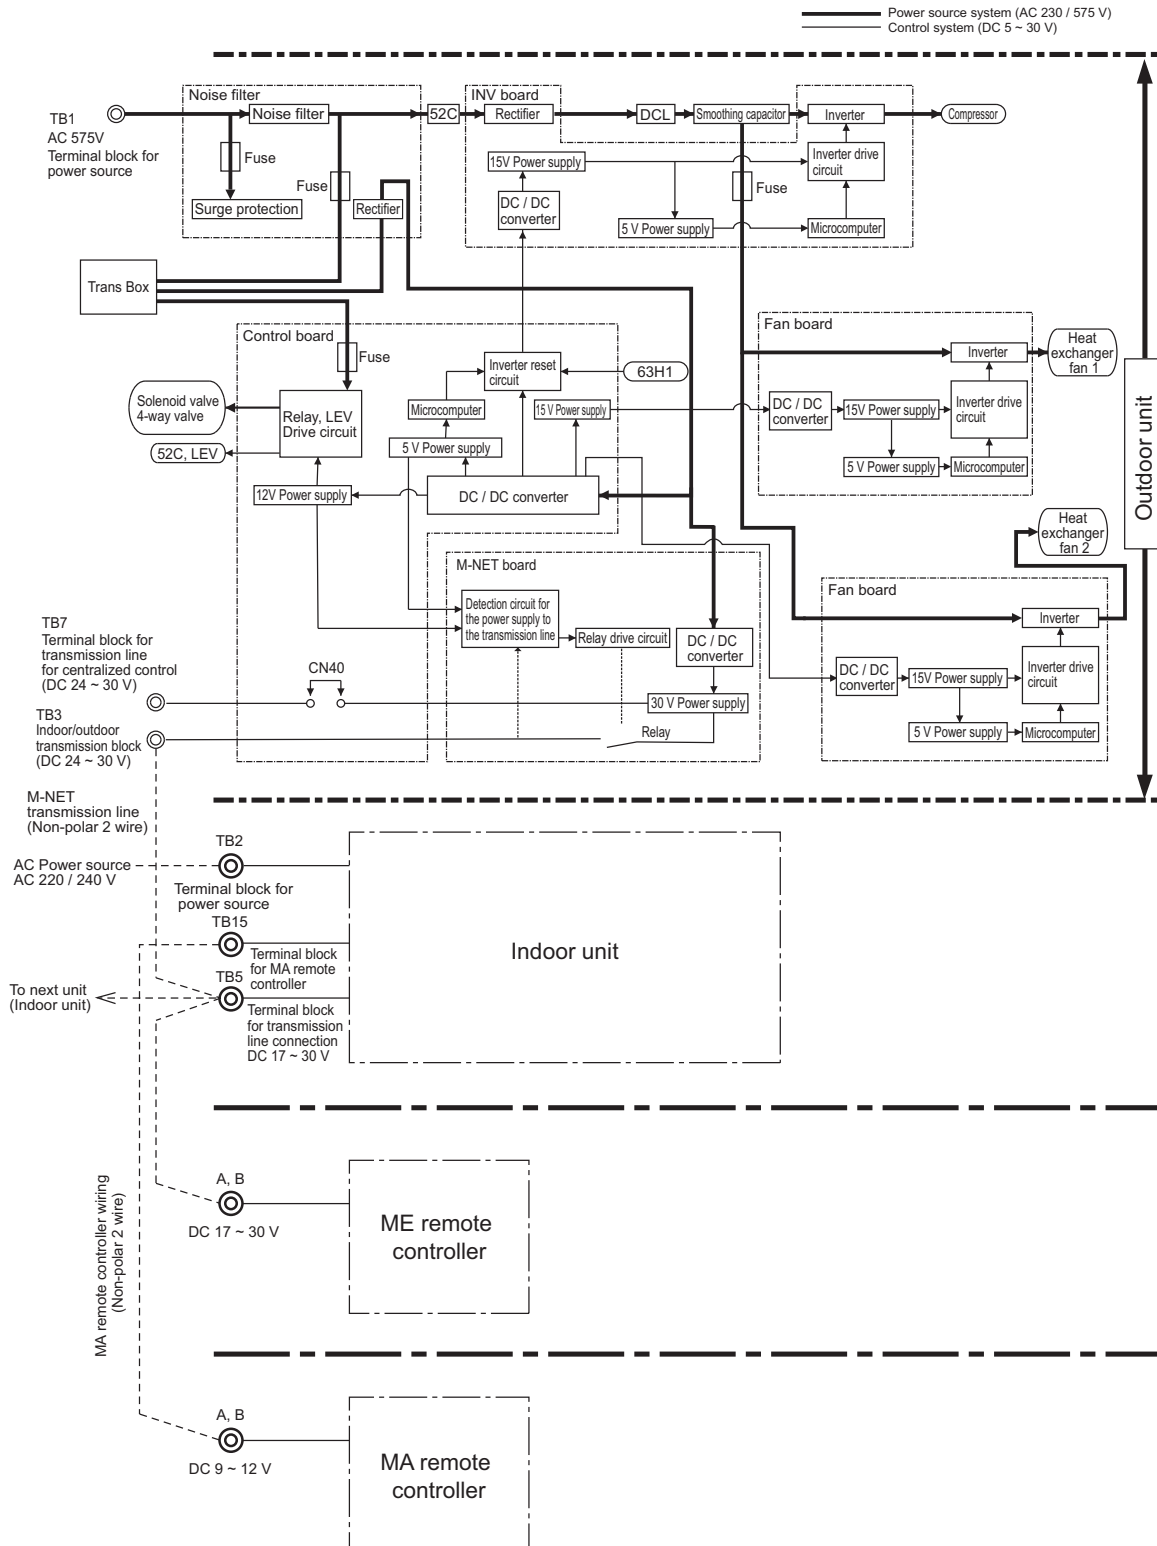 Power source system (AC 230 / 575 V)
Control system (DC 5 ~ 30 V)
Noise filter
INV board
TB1
AC 575V
Terminal block for
power source
Noise filter
52C
Rectifier
DCL
Smoothing capacitor
Inverter
Compressor
Fuse
Fuse
Surge protection
Rectifier
15V Power supply
DC / DC
converter
5 V Power supply
Fuse
Inverter drive
circuit
Microcomputer
Trans Box
Control board
Fuse
Inverter reset
circuit
63H1
Fan board
Inverter
Heat
exchanger
fan 1
Outdoor unit
Solenoid valve
4-way valve
Relay, LEV
Drive circuit
Microcomputer
15 V Power supply
DC / DC
converter
15V Power supply
Inverter drive
circuit
52C, LEV
5 V Power supply
5 V Power supply
Microcomputer
12V Power supply
DC / DC converter
Heat
exchanger
fan 2
M-NET board
Fan board
Detection circuit for
the power supply to
the transmission line
Relay drive circuit
DC / DC
converter
Inverter
TB7
Terminal block for
transmission line
for centralized control
(DC 24 ~ 30 V)
CN40
DC / DC
converter
15V Power supply
Inverter drive
circuit
30 V Power supply
TB3
Indoor/outdoor
transmission block
(DC 24 ~ 30 V)
Relay
5 V Power supply
Microcomputer
M-NET
transmission line
(Non-polar 2 wire)
TB2
AC Power source
AC 220 / 240 V
Terminal block for
power source
TB15
Terminal block
for MA remote
controller
Indoor unit
TB5
To next unit
(Indoor unit)
Terminal block
for transmission
line connection
DC 17 ~ 30 V
MA remote controller wiring
(Non-polar 2 wire)
A, B
DC 17 ~ 30 V
ME remote
controller
A, B
DC 9 ~ 12 V
MA remote
controller